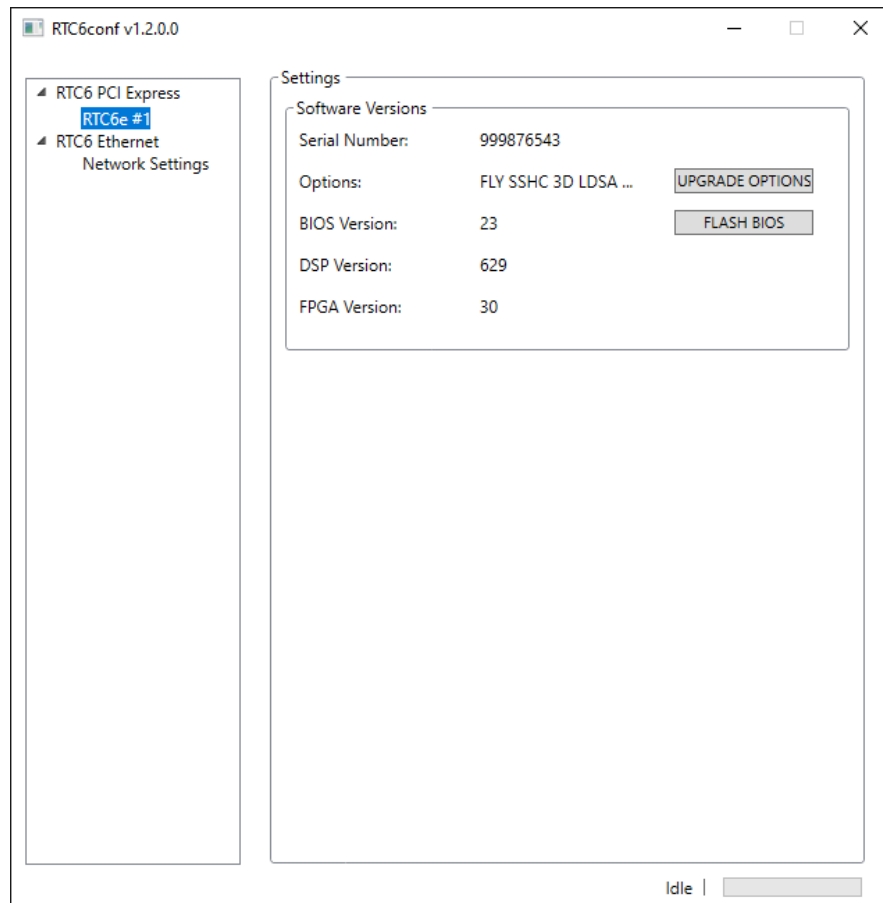 RTC6conf v1.2.0.0
RTC6 PCI Express
RTC6e #1
RTC6 Ethernet
Network Settings
Settings
Software Versions
Serial Number: 999876543
Options: FLY SSHC 3D LDSA ... UPGRADE OPTIONS
BIOS Version: 23 FLASH BIOS
DSP Version: 629
FPGA Version: 30
Idle